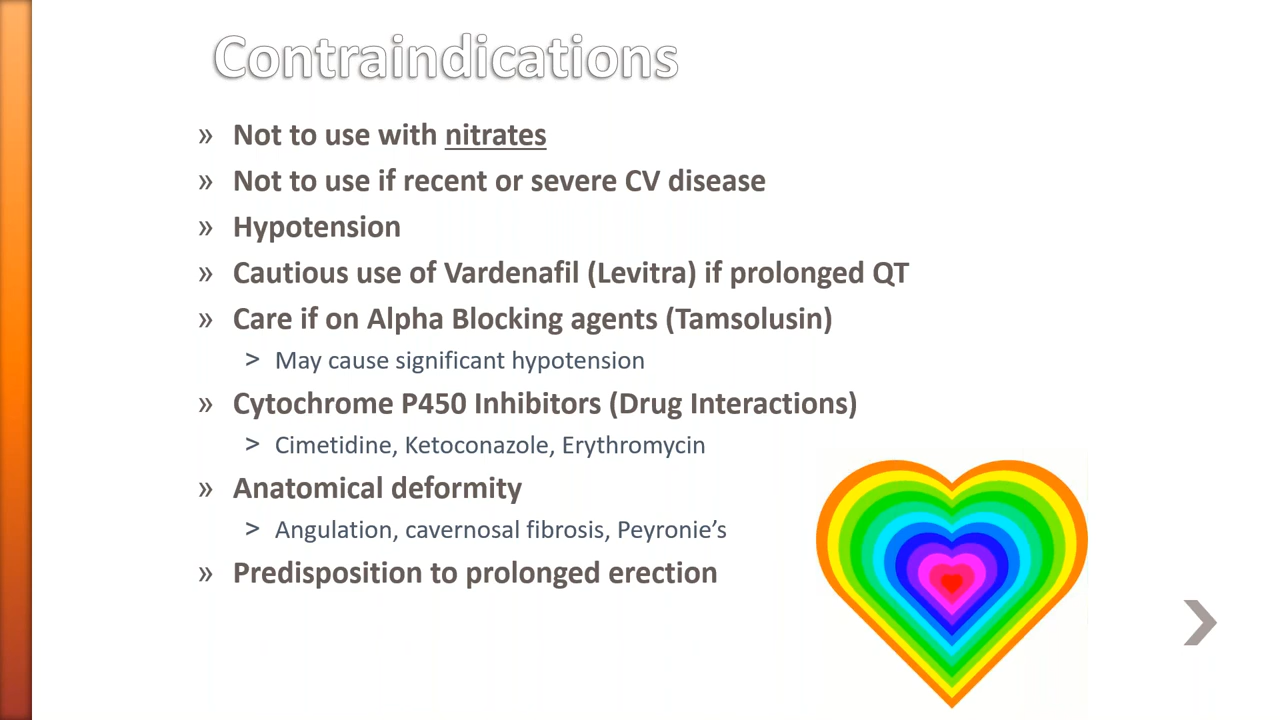 Contraindications
» Not to use with nitrates
» Not to use if recent or severe CV disease
» Hypotension
» Cautious use of Vardenafil (Levitra) if prolonged QT
» Care if on Alpha Blocking agents (Tamsolusin)
> May cause significant hypotension
» Cytochrome P450 Inhibitors (Drug Interactions)
> Cimetidine, Ketoconazole, Erythromycin
» Anatomical deformity
> Angulation, cavernosal fibrosis, Peyronie’s
» Predisposition to prolonged erection